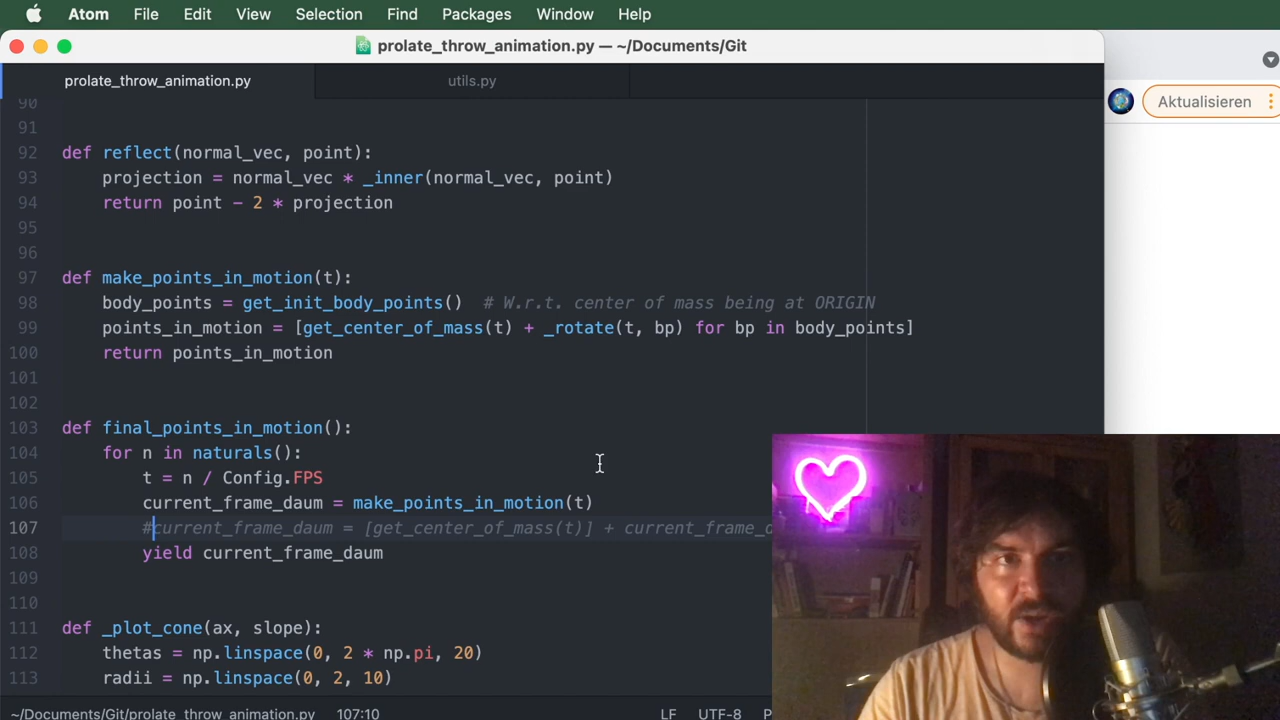 Atom File Edit View Selection Find Packages Window Help
prolate_throw_animation.py — ~/Documents/Git
prolate_throw_animation.py utils.py
Aktualisieren
90
91
92 def reflect(normal_vec, point):
93 projection = normal_vec * _inner(normal_vec, point)
94 return point - 2 * projection
95
96
97 def make_points_in_motion(t):
98 body_points = get_init_body_points() # W.r.t. center of mass being at ORIGIN
99 points_in_motion = [get_center_of_mass(t) + _rotate(t, bp) for bp in body_points]
100 return points_in_motion
101
102
103 def final_points_in_motion():
104 for n in naturals():
105 t = n / Config.FPS
106 current_frame_daum = make_points_in_motion(t)
107 #current_frame_daum = [get_center_of_mass(t)] + current_frame_d
108 yield current_frame_daum
109
110
111 def _plot_cone(ax, slope):
112 thetas = np.linspace(0, 2 * np.pi, 20)
113 radii = np.linspace(0, 2, 10)
~/Documents/Git/prolate_throw_animation.py 107:10 LF UTF-8 P